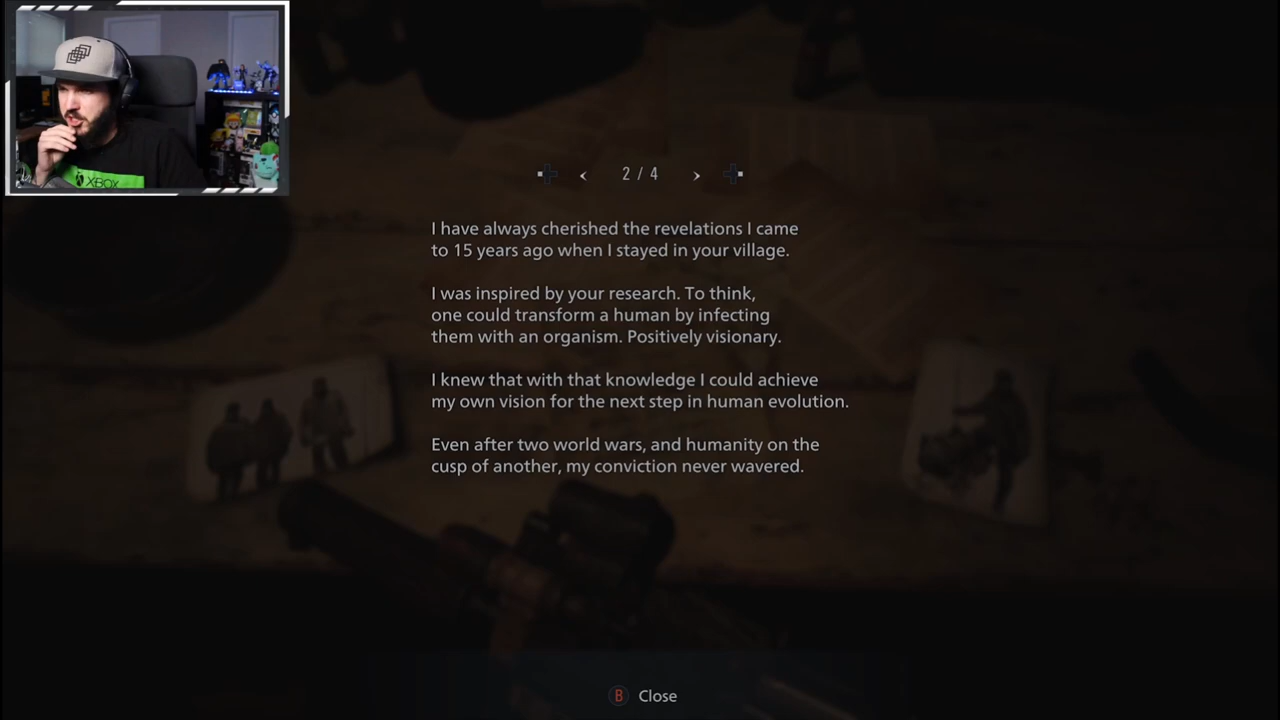 XBOX
2 / 4
I have always cherished the revelations I came
to 15 years ago when I stayed in your village.
I was inspired by your research. To think,
one could transform a human by infecting
them with an organism. Positively visionary.
I knew that with that knowledge I could achieve
my own vision for the next step in human evolution.
Even after two world wars, and humanity on the
cusp of another, my conviction never wavered.
B Close